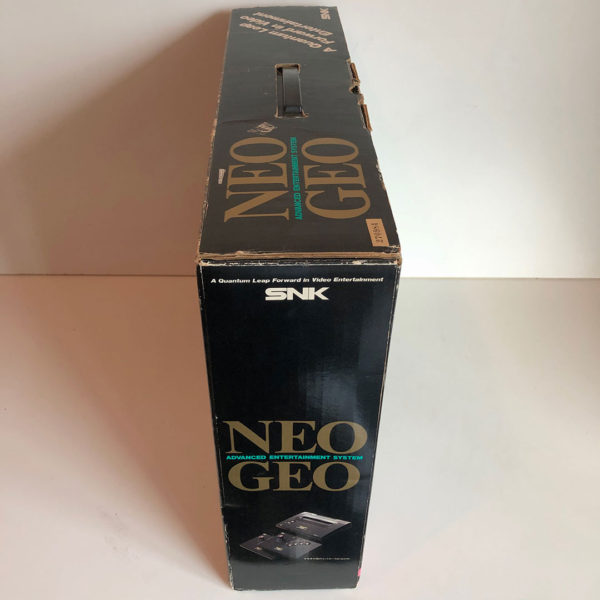 SNK
A Quantum Leap
Forward in Video
Entertainment
NEO
ADVANCED ENTERTAINMENT SYSTEM
GEO
A Quantum Leap Forward in Video Entertainment
SNK
NEO
ADVANCED ENTERTAINMENT SYSTEM
GEO